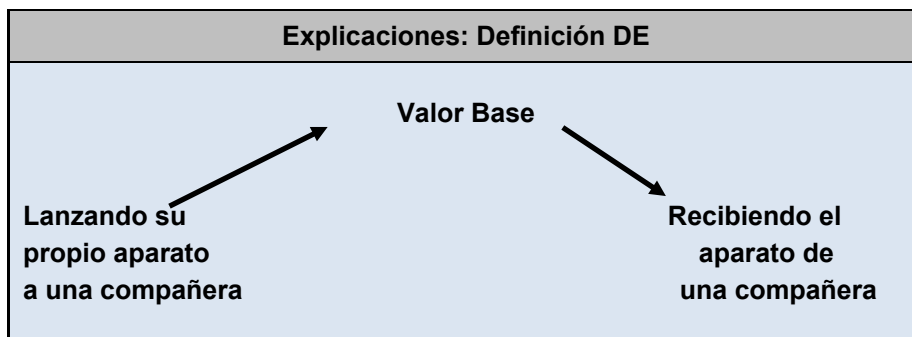 Explicaciones: Definición DE
Valor Base
Lanzando su
propio aparato
a una compañera
Recibiendo el
aparato de
una compañera